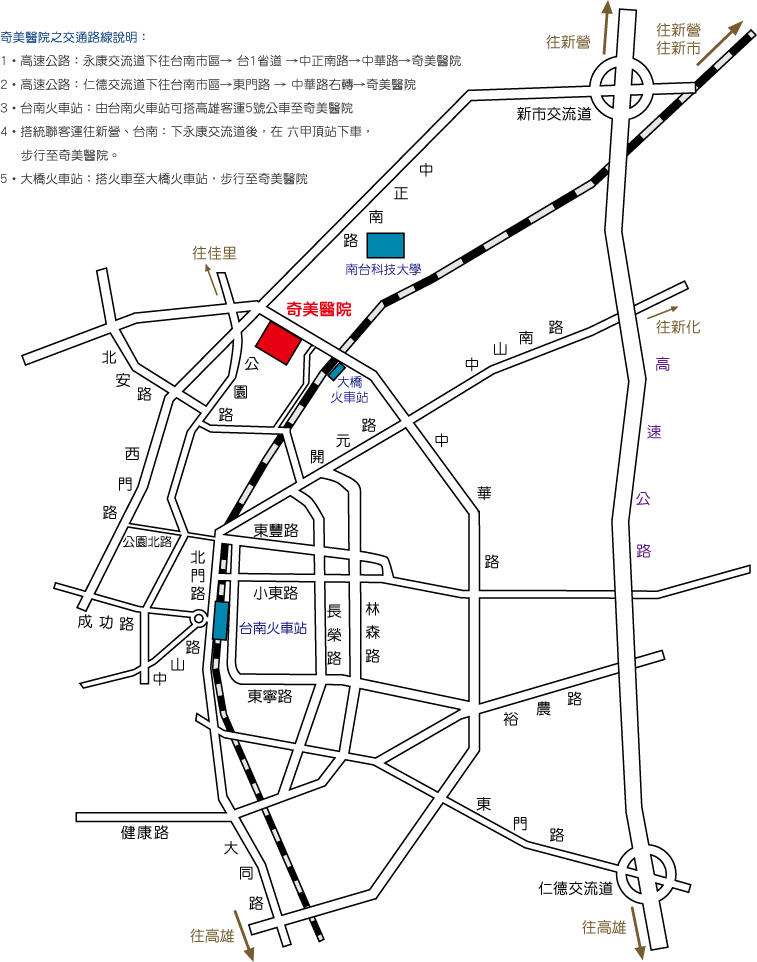 奇美醫院之交通路線說明：
1‧高速公路：永康交流道下往台南市區→ 台1省道 →中正南路→中華路→奇美醫院
2‧高速公路：仁德交流道下往台南市區→東門路 → 中華路右轉→奇美醫院
3‧台南火車站：由台南火車站可搭高雄客運5號公車至奇美醫院
4‧搭統聯客運往新營、台南：下永康交流道後，在 六甲頂站下車，
步行至奇美醫院。
5‧大橋火車站：搭火車至大橋火車站，步行至奇美醫院
往新營
往新營
往新市
新市交流道
中正南路
南台科技大學
往佳里
奇美醫院
往新化
中山南路
北安路
公園路
大橋
火車站
高速公路
開元路
中華路
西門路
公園北路
東豐路
北門路
小東路
成功路
台南火車站
長榮路
林森路
中山路
東寧路
裕農路
健康路
東門路
大同路
仁德交流道
往高雄
往高雄